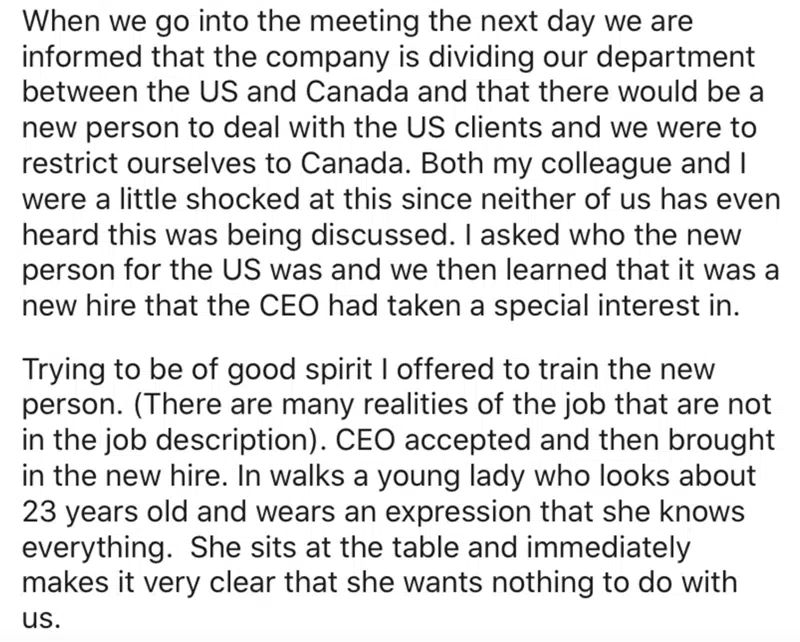 When we go into the meeting the next day we are
informed that the company is dividing our department
between the US and Canada and that there would be a
new person to deal with the US clients and we were to
restrict ourselves to Canada. Both my colleague and I
were a little shocked at this since neither of us has even
heard this was being discussed. I asked who the new
person for the US was and we then learned that it was a
new hire that the CEO had taken a special interest in.
Trying to be of good spirit I offered to train the new
person. (There are many realities of the job that are not
in the job description). CEO accepted and then brought
in the new hire. In walks a young lady who looks about
23 years old and wears an expression that she knows
everything.  She sits at the table and immediately
makes it very clear that she wants nothing to do with
us.